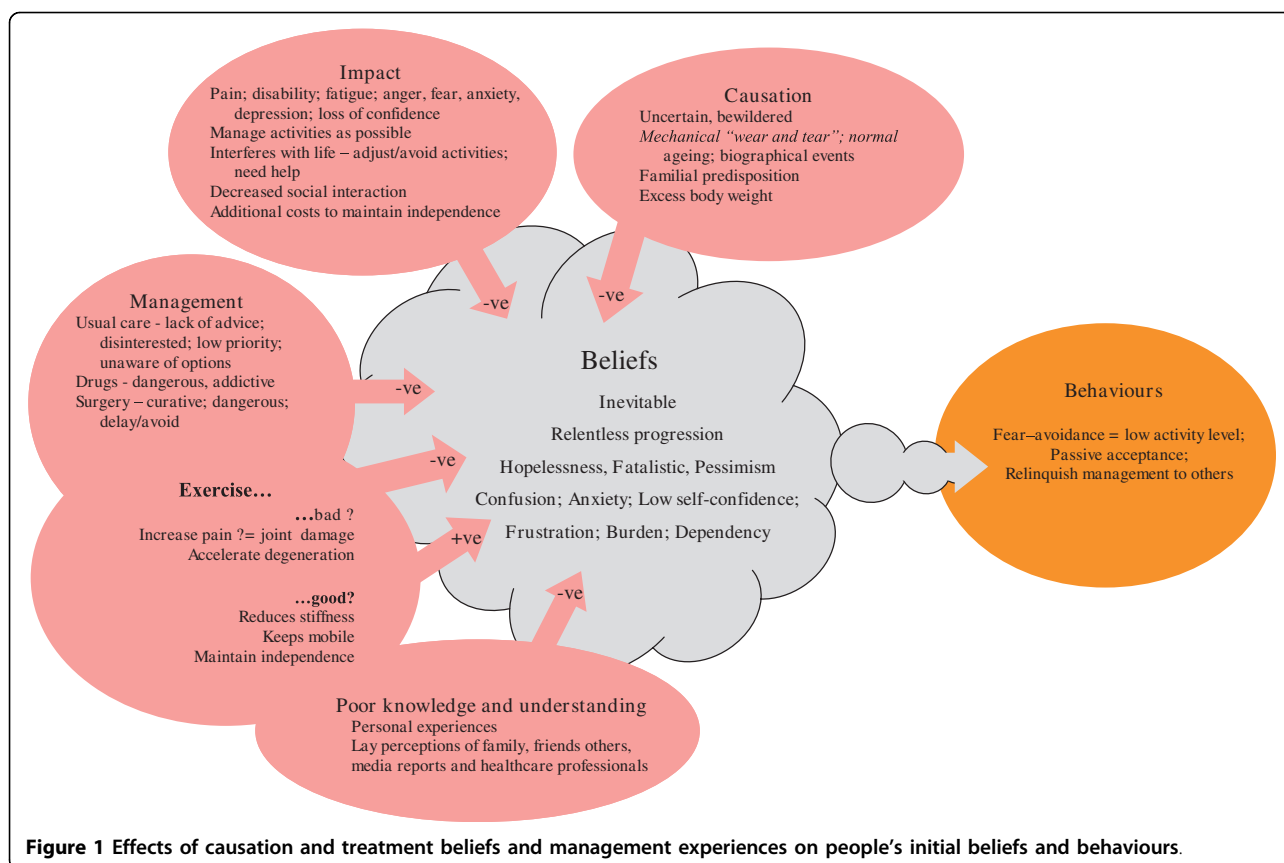 Impact
Pain; disability; fatigue; anger, fear, anxiety,
depression; loss of confidence
Manage activities as possible
Interferes with life – adjust/avoid activities;
need help
Decreased social interaction
Additional costs to maintain independence
-ve
Causation
Uncertain, bewildered
Mechanical “wear and tear”; normal
ageing; biographical events
Familial predisposition
Excess body weight
-ve
Management
Usual care - lack of advice;
disinterested; low priority;
unaware of options
Drugs - dangerous, addictive
Surgery – curative; dangerous;
delay/avoid
-ve
Exercise…
-ve
…bad ?
Increase pain ?= joint damage
Accelerate degeneration
+ve
…good?
Reduces stiffness
Keeps mobile
Maintain independence
Poor knowledge and understanding
Personal experiences
Lay perceptions of family, friends others,
media reports and healthcare professionals
-ve
Beliefs
Inevitable
Relentless progression
Hopelessness, Fatalistic, Pessimism
Confusion; Anxiety; Low self-confidence;
Frustration; Burden; Dependency
Behaviours
Fear–avoidance = low activity level;
Passive acceptance;
Relinquish management to others
Figure 1 Effects of causation and treatment beliefs and management experiences on people’s initial beliefs and behaviours.